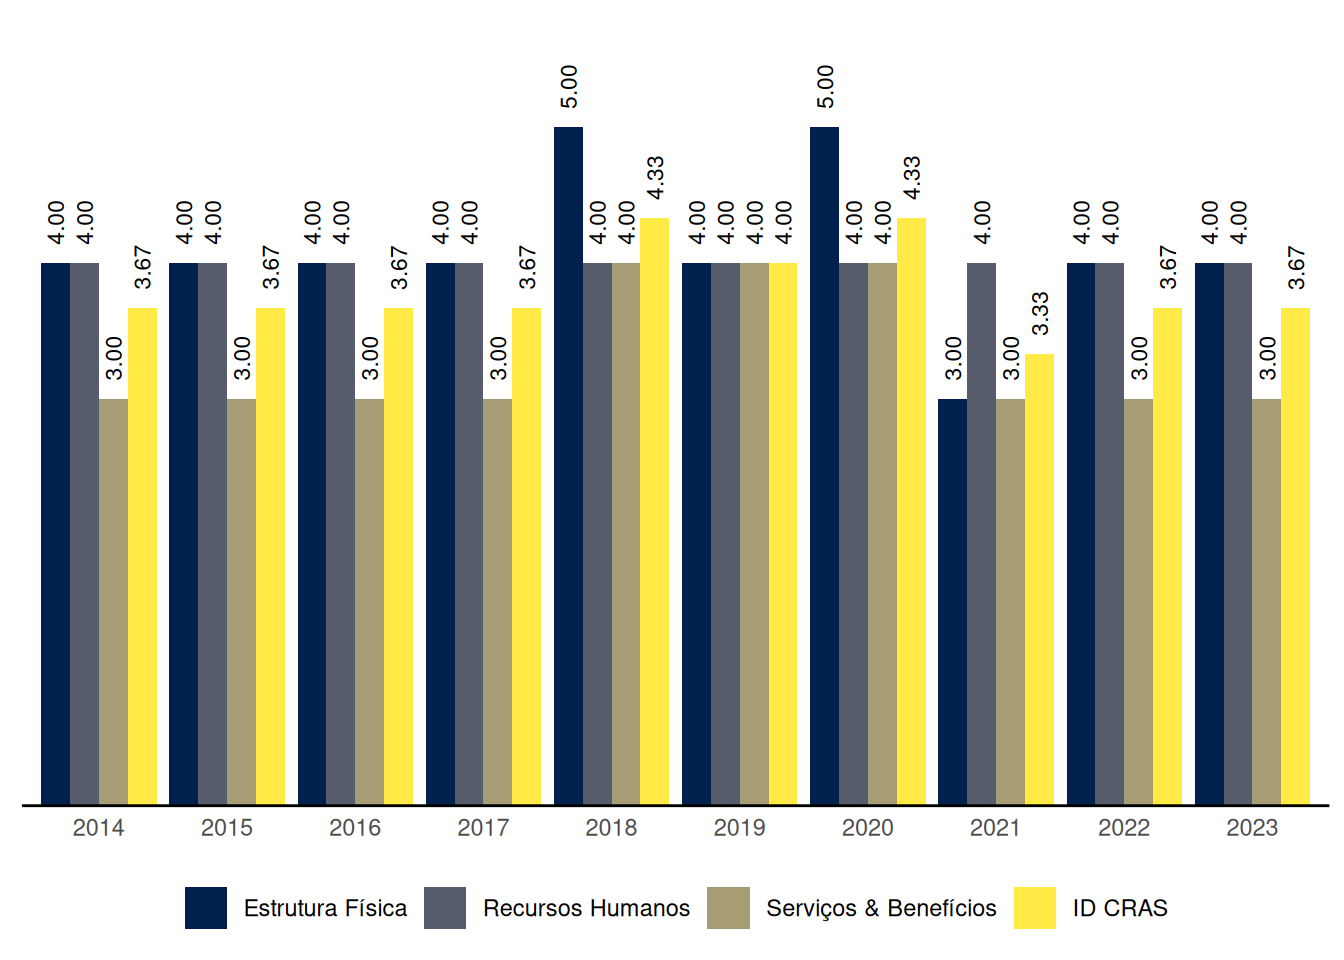 5.00 5.00
4.33 4.33
4.00 4.00 4.00 4.00 4.00 4.00 4.00 4.00 4.00 4.00 4.00 4.00 4.00 4.00 4.00 4.00 4.00 4.00 4.00 4.00 4.00
3.67 3.67 3.67 3.67 3.67 3.67
3.33
3.00 3.00 3.00 3.00 3.00 3.00 3.00 3.00
2014 2015 2016 2017 2018 2019 2020 2021 2022 2023
Estrutura Física Recursos Humanos Serviços & Benefícios ID CRAS